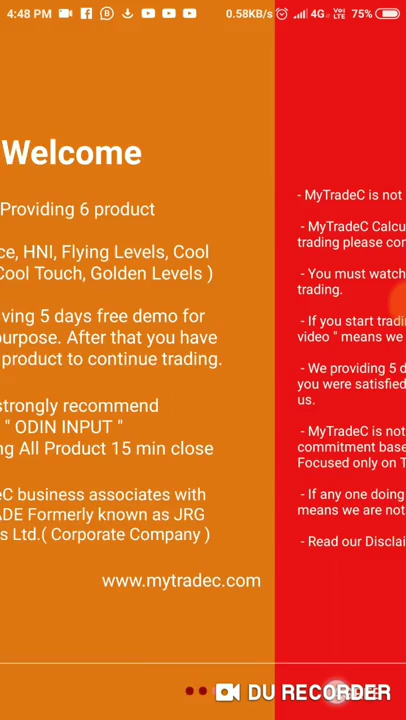 4:48 PM
0.58KB/s
4G
VoLTE
75%
Welcome
Providing 6 product
ce, HNI, Flying Levels, Cool
Cool Touch, Golden Levels )
ving 5 days free demo for
purpose. After that you have
product to continue trading.
strongly recommend
" ODIN INPUT "
ng All Product 15 min close
eC business associates with
ADE Formerly known as JRG
s Ltd.( Corporate Company )
www.mytradec.com
- MyTradeC is not
- MyTradeC Calcu
trading please con
- You must watch
trading.
- If you start tradi
video " means we
- We providing 5 d
you were satisfied
us.
- MyTradeC is not
commitment base
Focused only on T
- If any one doing
means we are not
- Read our Disclai
DU RECORDER